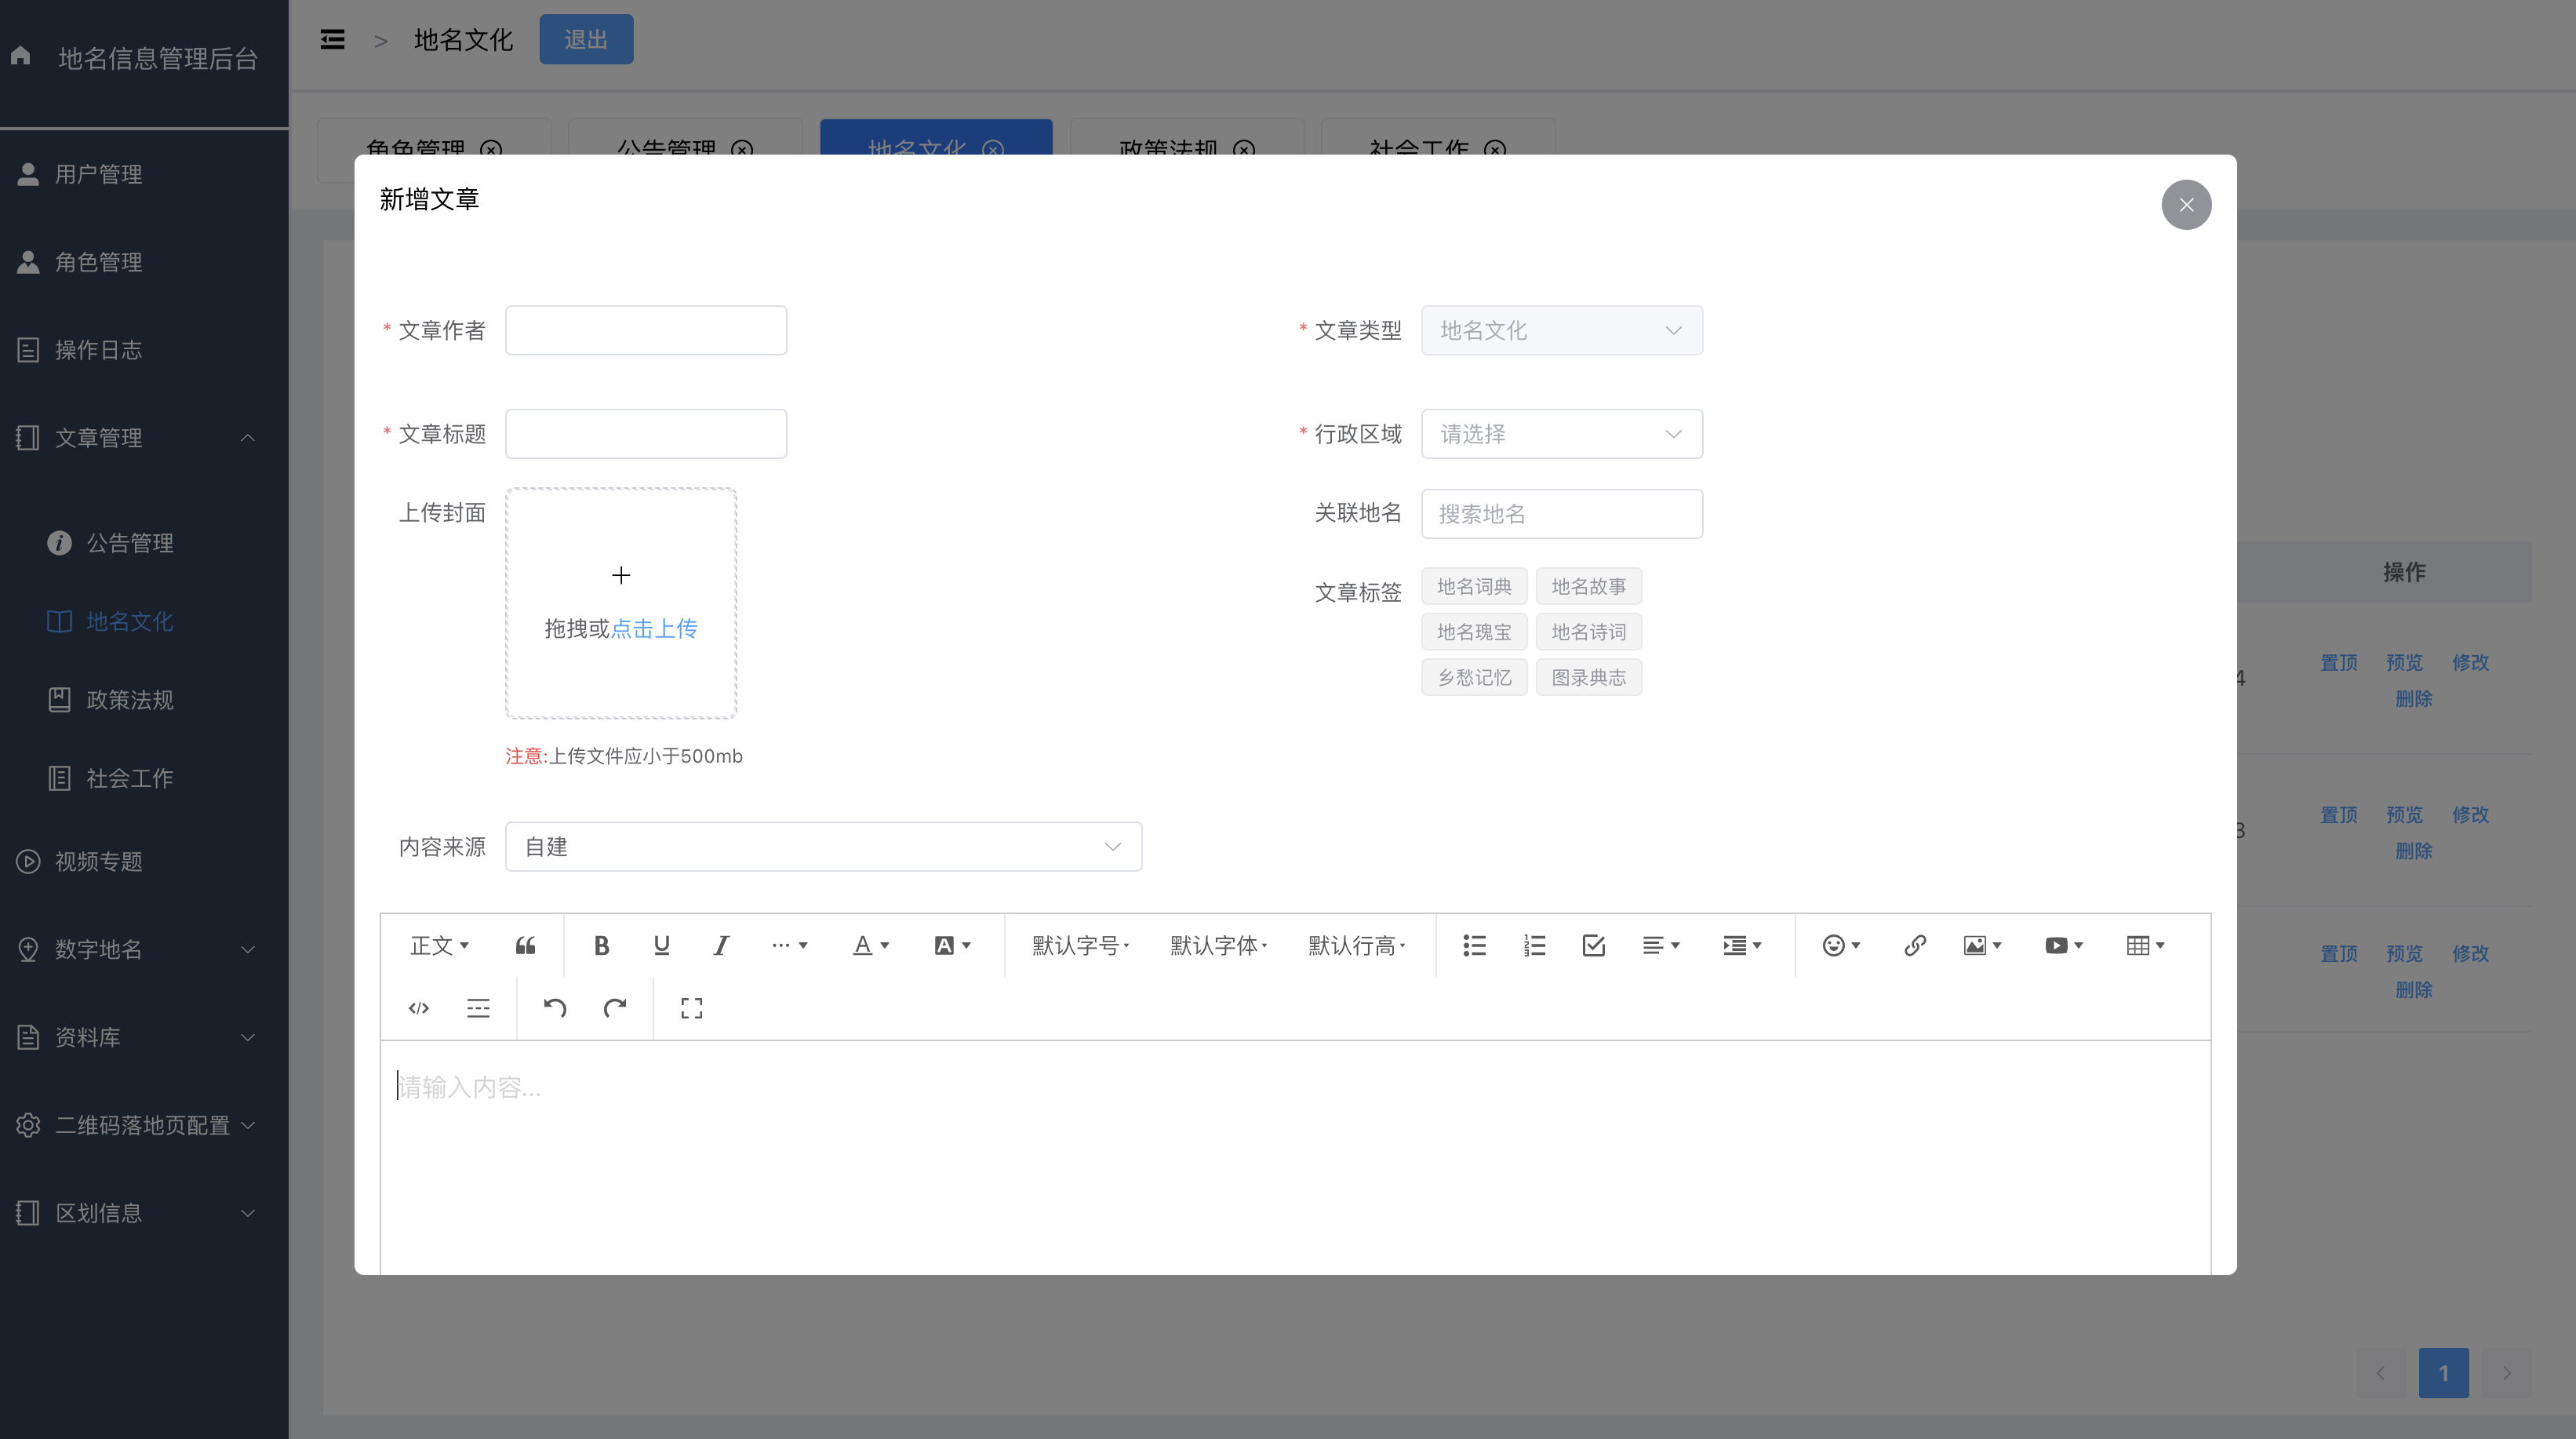 地名信息管理后台
用户管理
角色管理
操作日志
文章管理
公告管理
地名文化
政策法规
社会工作
视频专题
数字地名
资料库
二维码落地页配置
区划信息
> 地名文化 退出
角色管理 公告管理 地名文化 政策法规 社会工作
新增文章
* 文章作者
* 文章类型 地名文化
* 文章标题
* 行政区域 请选择
上传封面
拖拽或点击上传
注意:上传文件应小于500mb
关联地名 搜索地名
文章标签 地名词典 地名故事
地名瑰宝 地名诗词
乡愁记忆 图录典志
内容来源 自建
正文 B U I A A 默认字号 默认字体 默认行高
请输入内容...
操作
4 置顶 预览 修改
删除
3 置顶 预览 修改
删除
置顶 预览 修改
删除
< 1 >